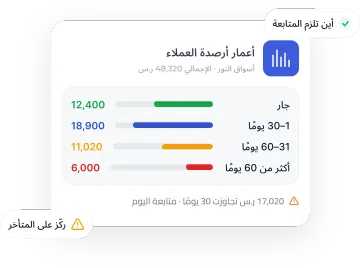 أين تلزم المتابعة
أعمار أرصدة العملاء
أسواق النور · الإجمالي 48,320 ر.س
جارٍ 12,400
1–30 يومًا 18,900
31–60 يومًا 11,020
أكثر من 60 يومًا 6,000
17,020 ر.س تجاوزت 30 يومًا · متابعة اليوم
ركّز على المتأخر